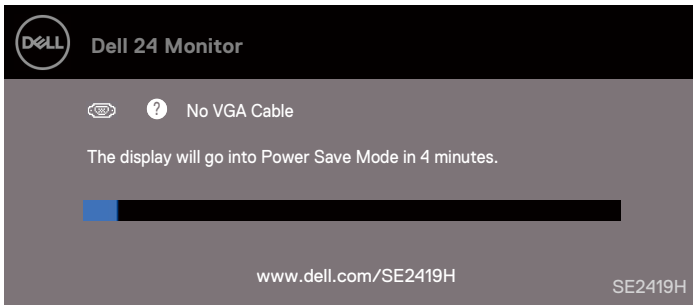 DELL
Dell 24 Monitor
? No VGA Cable
The display will go into Power Save Mode in 4 minutes.
www.dell.com/SE2419H
SE2419H